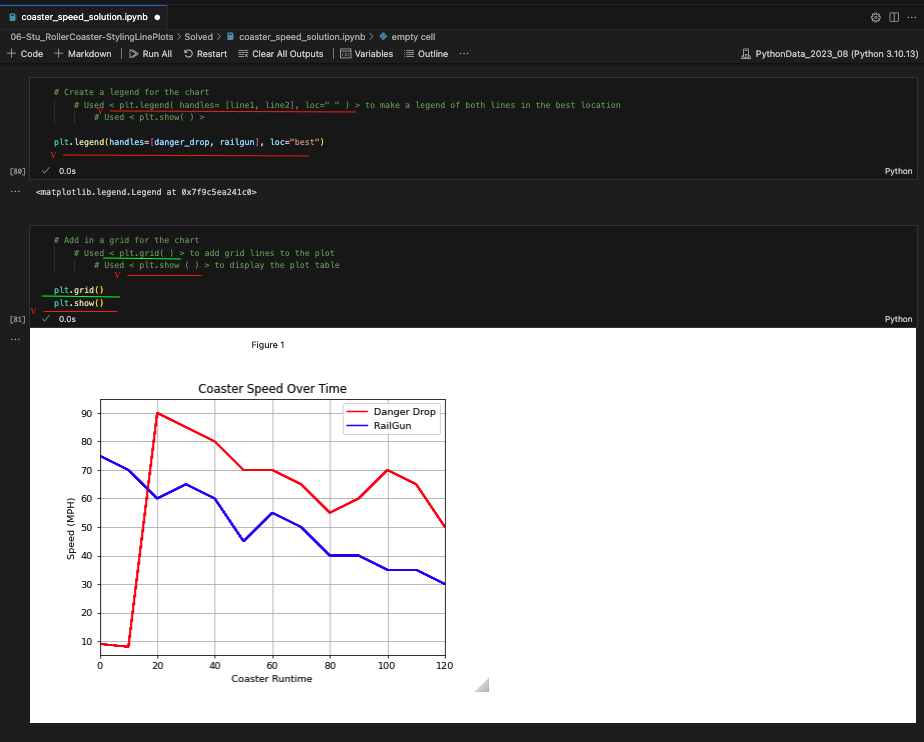 coaster_speed_solution.ipynb ●
06-Stu_RollerCoaster-StylingLinePlots > Solved > coaster_speed_solution.ipynb > empty cell
+ Code + Markdown | Run All Restart Clear All Outputs | Variables Outline ··· PythonData_2023_08 (Python 3.10.13)
# Create a legend for the chart
# Used < plt.legend( handles= [line1, line2], loc=" " ) > to make a legend of both lines in the best location
# Used < plt.show( ) >
plt.legend(handles=[danger_drop, railgun], loc="best")
V
V
[80] ✓ 0.0s Python
··· <matplotlib.legend.Legend at 0x7f9c5ea241c0>
# Add in a grid for the chart
# Used < plt.grid( ) > to add grid lines to the plot
# Used < plt.show ( ) > to display the plot table
V
plt.grid()
plt.show()
V
[81] ✓ 0.0s Python
···
Figure 1
Coaster Speed Over Time
Danger Drop
RailGun
90
80
70
60
50
40
30
20
10
Speed (MPH)
0 20 40 60 80 100 120
Coaster Runtime